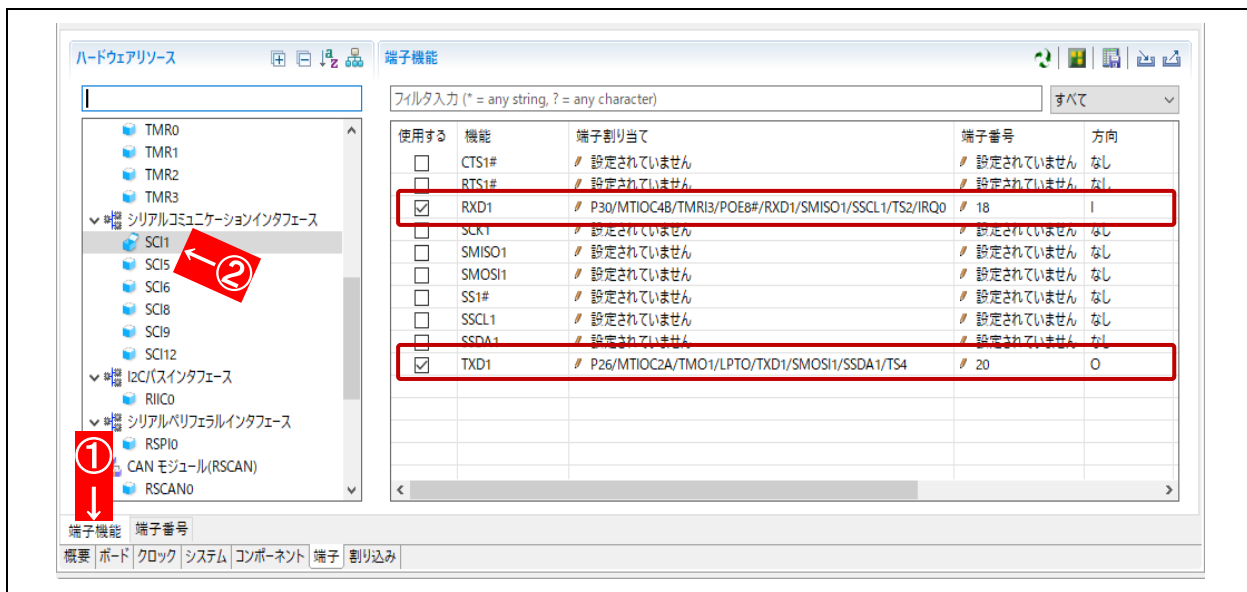 ハードウェアリソース
端子機能
フィルタ入力 (* = any string, ? = any character)
すべて
TMR0
TMR1
TMR2
TMR3
シリアルコミュニケーションインタフェース
SCI1
SCI5
SCI6
SCI8
SCI9
SCI12
I2Cバスインタフェース
RIIC0
シリアルペリフェラルインタフェース
RSPI0
CAN モジュール(RSCAN)
RSCAN0
←②
①
↓
使用する 機能 端子割り当て 端子番号 方向
CTS1# 設定されていません 設定されていません なし
RTS1# 設定されていません 設定されていません なし
RXD1 P30/MTIOC4B/TMRI3/POE8#/RXD1/SMISO1/SSCL1/TS2/IRQ0 18 I
SCK1 設定されていません 設定されていません なし
SMISO1 設定されていません 設定されていません なし
SMOSI1 設定されていません 設定されていません なし
SS1# 設定されていません 設定されていません なし
SSCL1 設定されていません 設定されていません なし
SSDA1 設定されていません 設定されていません なし
TXD1 P26/MTIOC2A/TMO1/LPTO/TXD1/SMOSI1/SSDA1/TS4 20 O
端子機能 端子番号
概要 ボード クロック システム コンポーネント 端子 割り込み